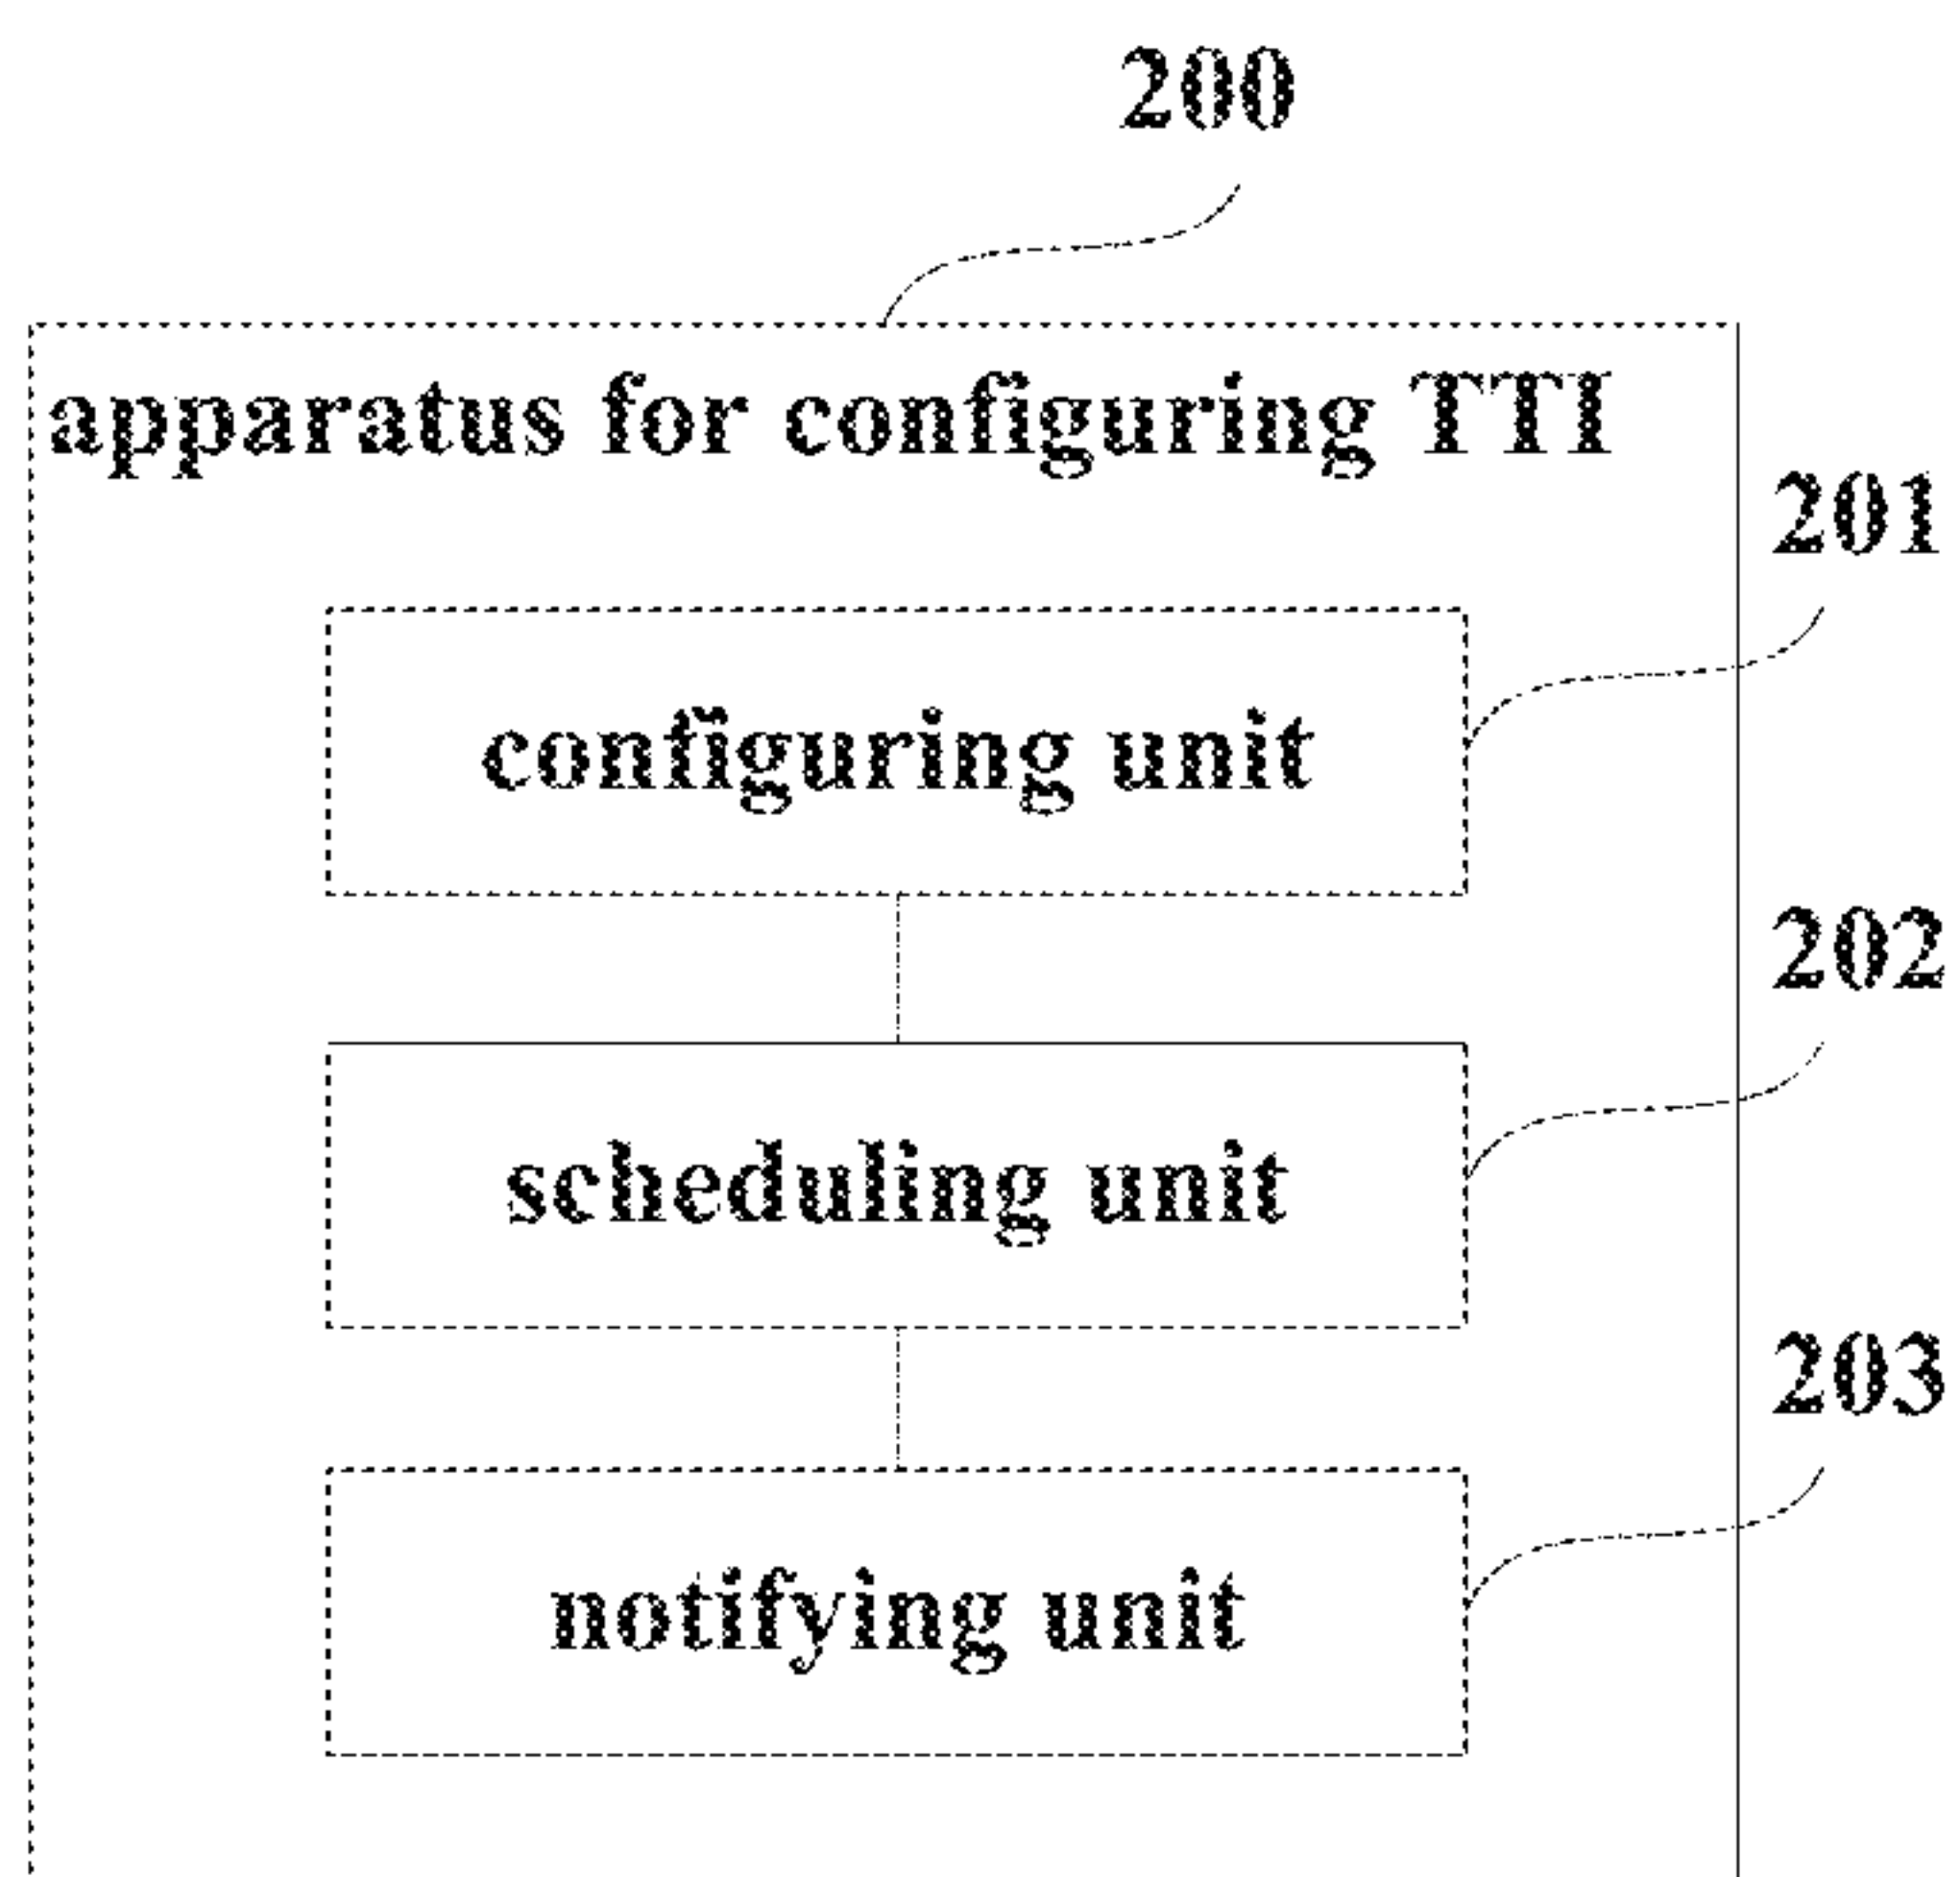 200
apparatus for configuring TTI
201
configuring unit
202
scheduling unit
203
notifying unit